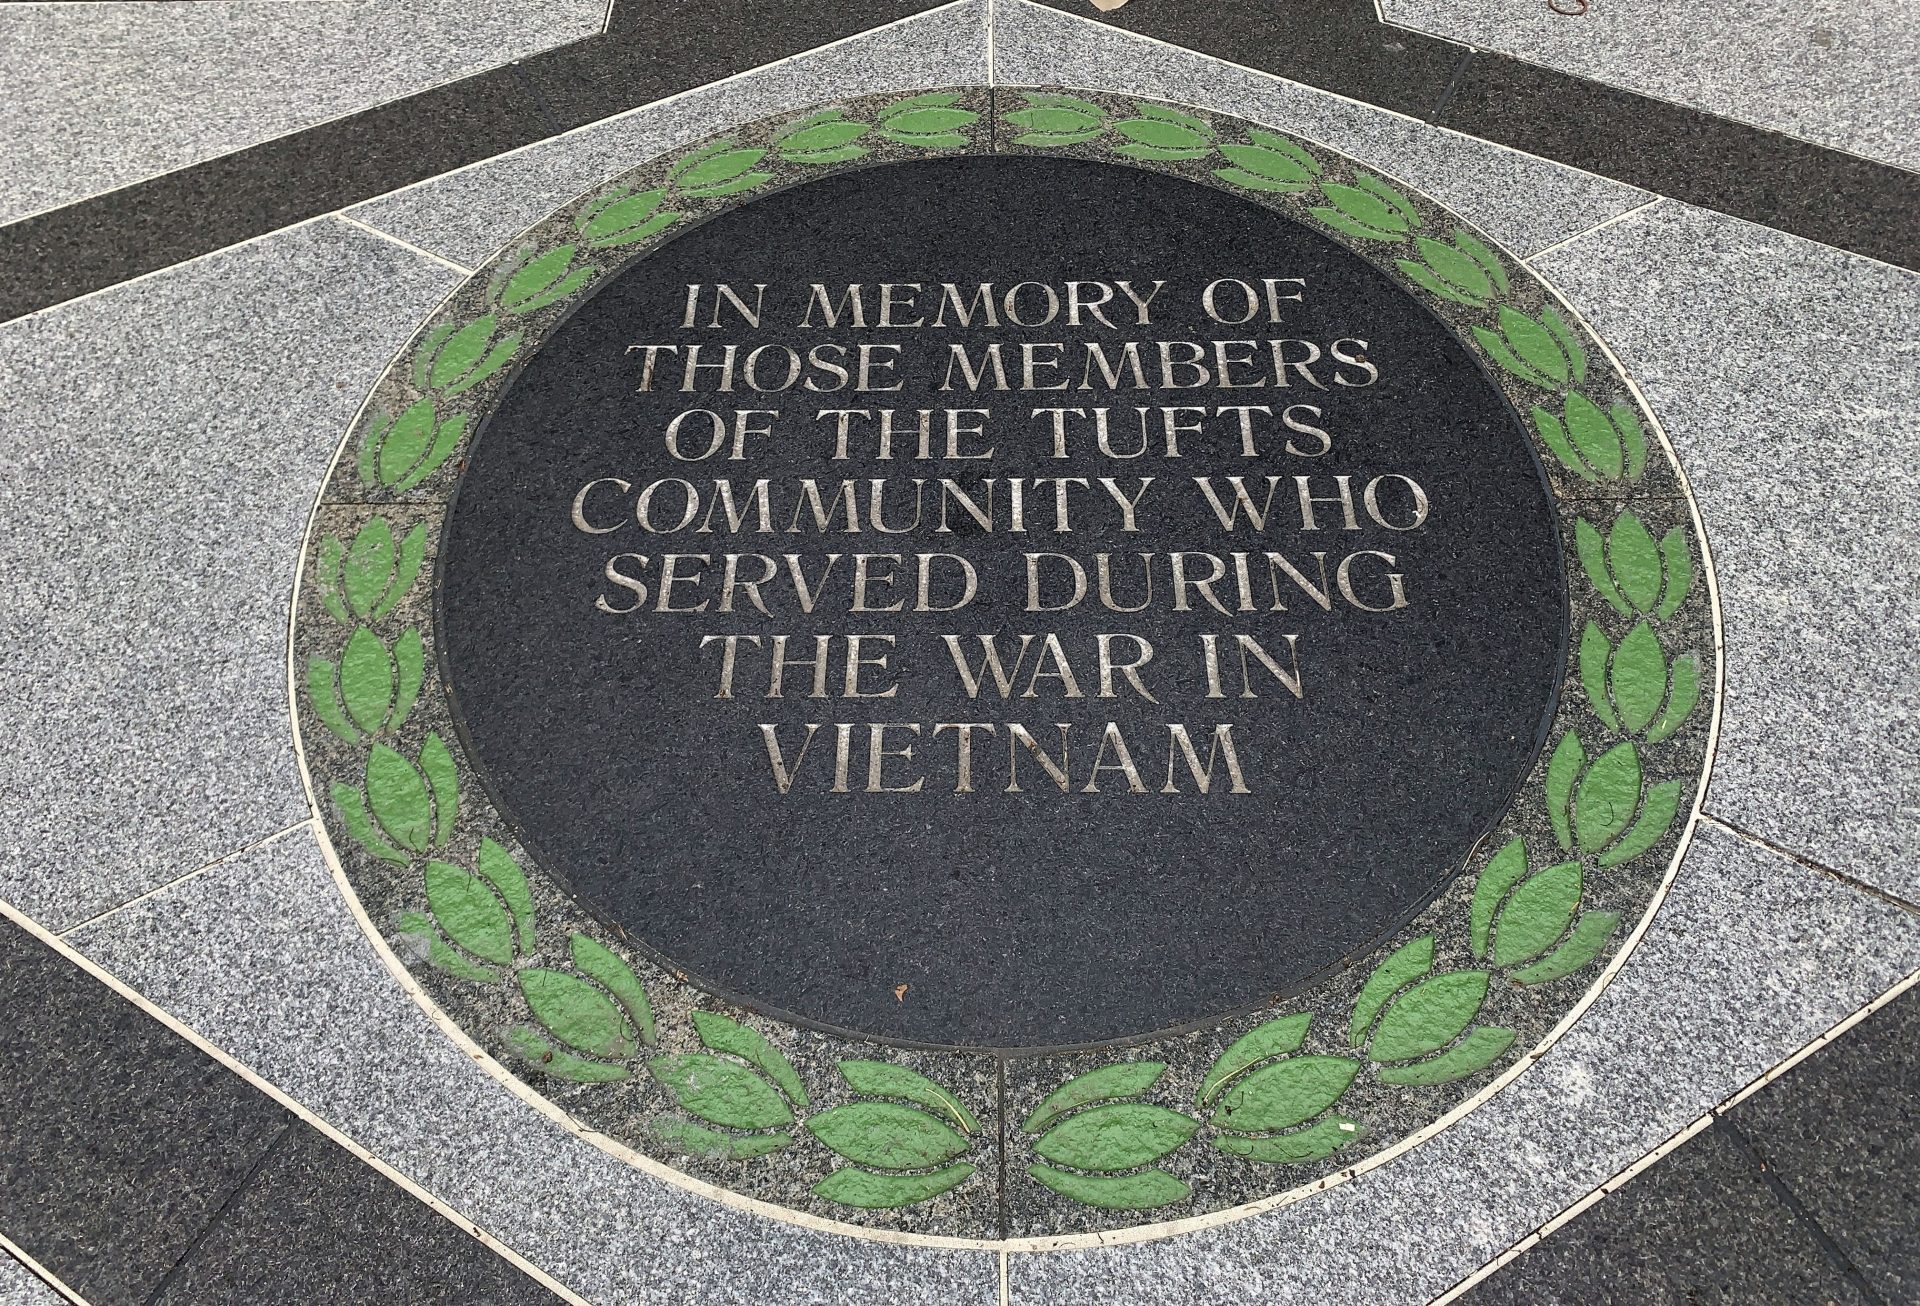 IN MEMORY OF
THOSE MEMBERS
OF THE TUFTS
COMMUNITY WHO
SERVED DURING
THE WAR IN
VIETNAM